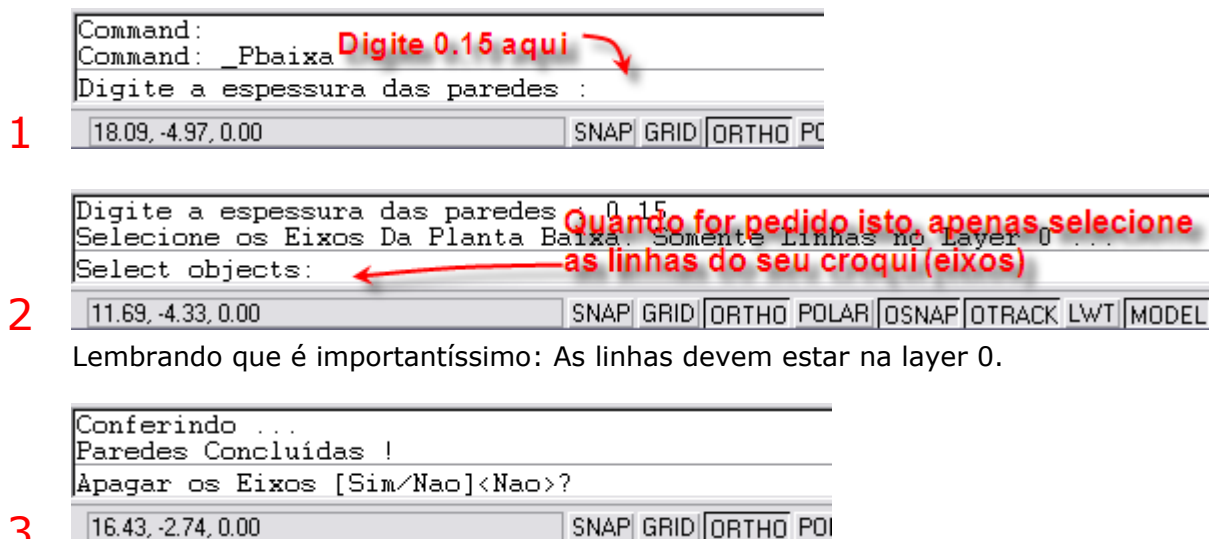 Command:
Command: _Pbaixa
Digite 0.15 aqui
Digite a espessura das paredes :
1
18.09, -4.97, 0.00 SNAP GRID ORTHO
Digite a espessura das paredes : 0.15
Selecione os Eixos Da Planta Baixa. Somente Linhas no Layer 0 ...
Quando for pedido isto, apenas selecione
as linhas do seu croqui (eixos)
Select objects:
2
11.69, -4.33, 0.00 SNAP GRID ORTHO POLAR OSNAP OTRACK LWT MODEL
Lembrando que é importantíssimo: As linhas devem estar na layer 0.
Conferindo ...
Paredes Concluídas !
Apagar os Eixos [Sim/Nao]<Nao>?
3
16.43, -2.74, 0.00 SNAP GRID ORTHO